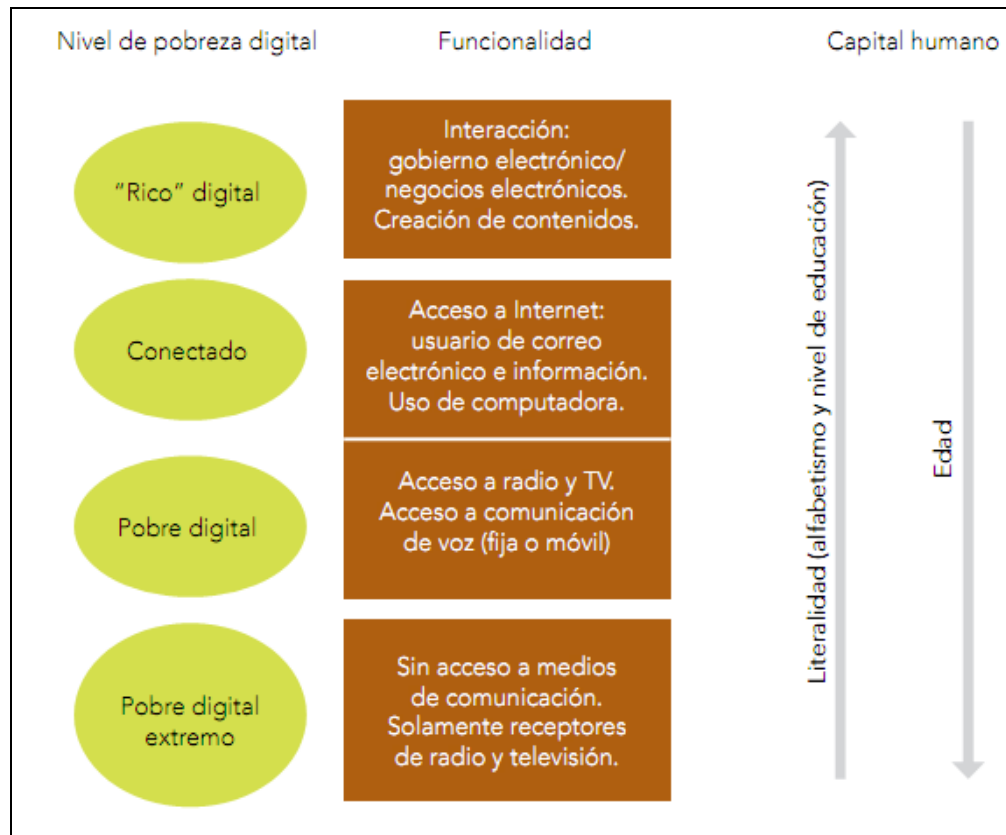 Nivel de pobreza digital
Funcionalidad
Capital humano
“Rico” digital
Interacción:
gobierno electrónico/
negocios electrónicos.
Creación de contenidos.
Conectado
Acceso a Internet:
usuario de correo
electrónico e información.
Uso de computadora.
Pobre digital
Acceso a radio y TV.
Acceso a comunicación
de voz (fija o móvil)
Pobre digital
extremo
Sin acceso a medios
de comunicación.
Solamente receptores
de radio y televisión.
Literalidad (alfabetismo y nivel de educación)
Edad